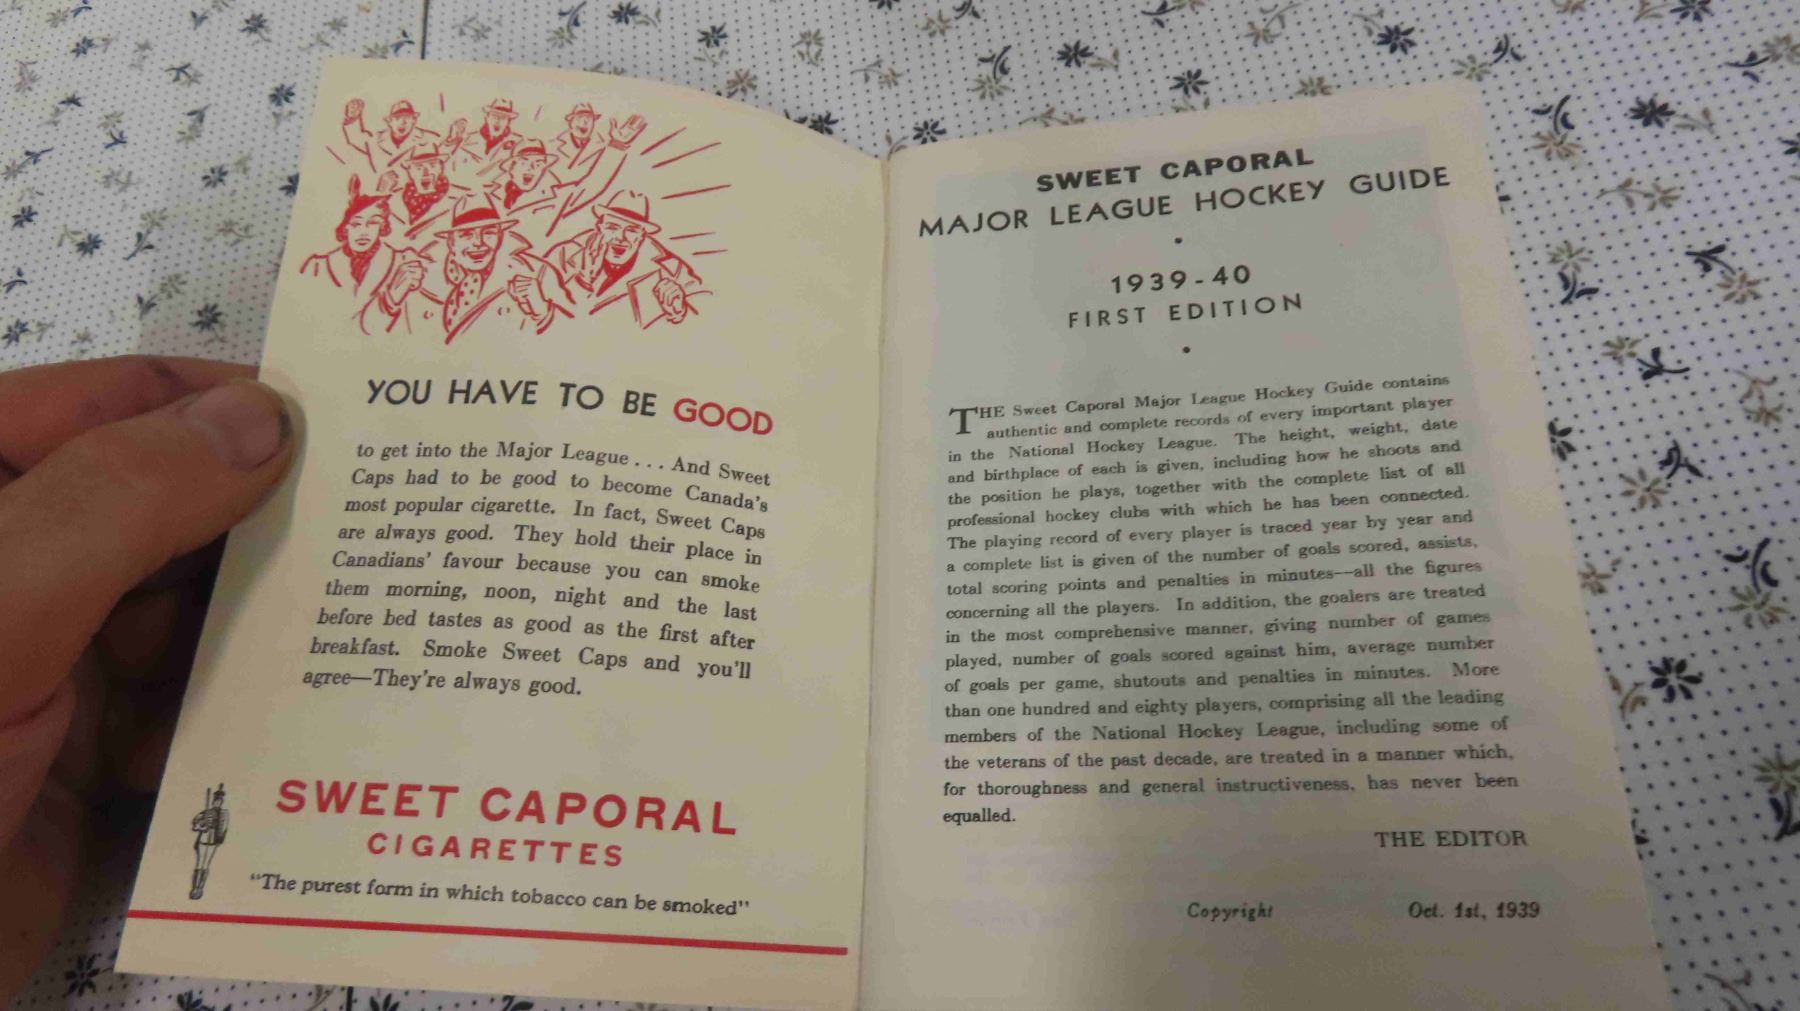 YOU HAVE TO BE GOOD
to get into the Major League... And Sweet
Caps had to be good to become Canada's
most popular cigarette. In fact, Sweet Caps
are always good. They hold their place in
Canadians' favour because you can smoke
them morning, noon, night and the last
before bed tastes as good as the first after
breakfast. Smoke Sweet Caps and you'll
agree—They're always good.
SWEET CAPORAL
CIGARETTES
"The purest form in which tobacco can be smoked"
SWEET CAPORAL
MAJOR LEAGUE HOCKEY GUIDE
•
1939-40
FIRST EDITION
•
THE Sweet Caporal Major League Hockey Guide contains
authentic and complete records of every important player
in the National Hockey League. The height, weight, date
and birthplace of each is given, including how he shoots and
the position he plays, together with the complete list of all
professional hockey clubs with which he has been connected.
The playing record of every player is traced year by year and
a complete list is given of the number of goals scored, assists,
total scoring points and penalties in minutes—all the figures
concerning all the players. In addition, the goalers are treated
in the most comprehensive manner, giving number of games
played, number of goals scored against him, average number
of goals per game, shutouts and penalties in minutes. More
than one hundred and eighty players, comprising all the leading
members of the National Hockey League, including some of
the veterans of the past decade, are treated in a manner which,
for thoroughness and general instructiveness, has never been
equalled.
THE EDITOR
Copyright Oct. 1st, 1939